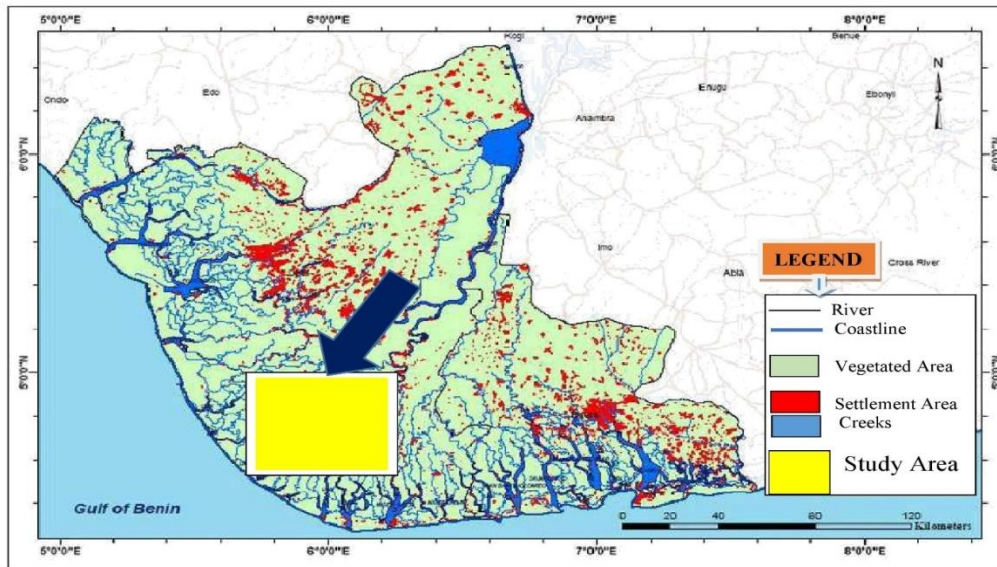 5°0'0"E 6°0'0"E 7°0'0"E 8°0'0"E
Kogi
Benue
Ondo
Edo
Enugu
Ebonyi
Anambra
N
6°0'0"N
6°0'0"N
Imo
Abia
Cross River
LEGEND
River
Coastline
Vegetated Area
Settlement Area
Creeks
Study Area
5°0'0"N
5°0'0"N
Gulf of Benin
0 20 40 80 120
Kilometers
5°0'0"E 6°0'0"E 7°0'0"E 8°0'0"E